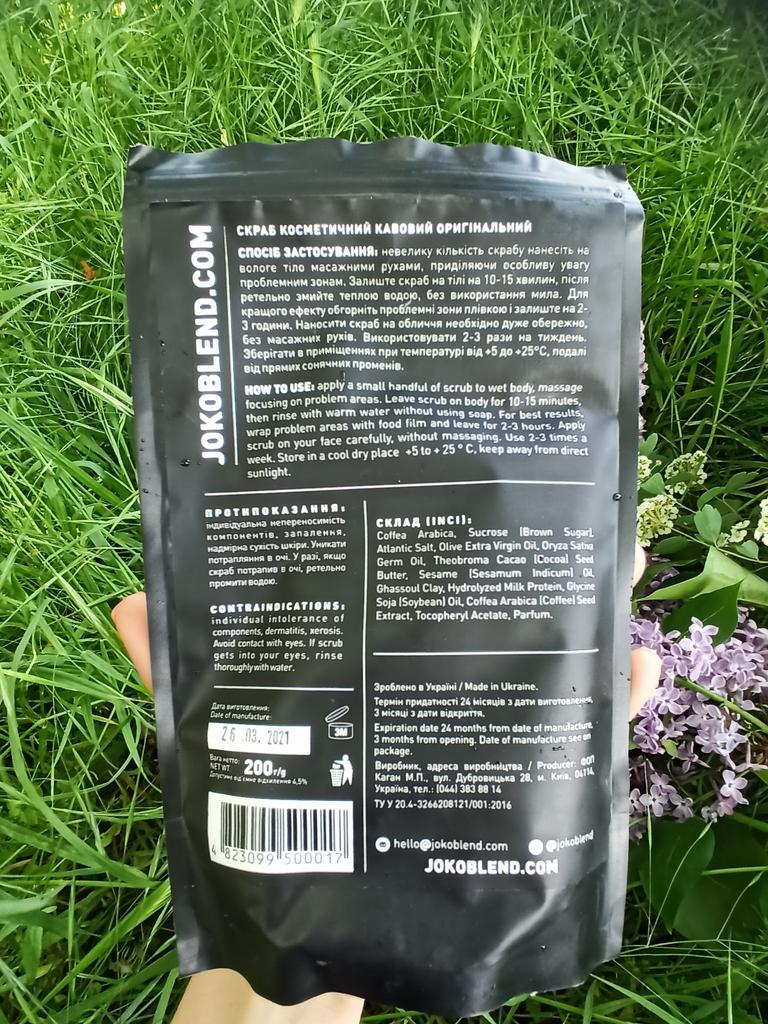 JOKOBLEND.COM
СКРАБ КОСМЕТИЧНИЙ КАВОВИЙ ОРИГІНАЛЬНИЙ
СПОСІБ ЗАСТОСУВАННЯ: невелику кількість скрабу нанесіть на
вологе тіло масажними рухами, приділяючи особливу увагу
проблемним зонам. Залиште скраб на тілі на 10-15 хвилин, після
ретельно змийте теплою водою, без використання мила. Для
кращого ефекту обгорніть проблемні зони плівкою і залиште на 2-
3 години. Наносити скраб на обличчя необхідно дуже обережно,
без масажних рухів. Використовувати 2-3 рази на тиждень.
Зберігати в приміщеннях при температурі від +5 до +25°C, подалі
від прямих сонячних променів.
HOW TO USE: apply a small handful of scrub to wet body, massage
focusing on problem areas. Leave scrub on body for 10-15 minutes,
then rinse with warm water without using soap. For best results,
wrap problem areas with food film and leave for 2-3 hours. Apply
scrub on your face carefully, without massaging. Use 2-3 times a
week. Store in a cool dry place +5 to + 25 ° C, keep away from direct
sunlight.
ПРОТИПОКАЗАННЯ:
індивідуальна непереносимість
компонентів, запалення,
надмірна сухість шкіри. Уникати
потрапляння в очі. У разі, якщо
скраб потрапив в очі, ретельно
промити водою.
CONTRAINDICATIONS:
individual intolerance of
components, dermatitis, xerosis.
Avoid contact with eyes. If scrub
gets into your eyes, rinse
thoroughly with water.
СКЛАД (INCI):
Coffea Arabica, Sucrose (Brown Sugar),
Atlantic Salt, Olive Extra Virgin Oil, Oryza Sativa
Germ Oil, Theobroma Cacao (Cocoa) Seed
Butter, Sesame (Sesamum Indicum) Oil,
Ghassoul Clay, Hydrolyzed Milk Protein, Glycine
Soja (Soybean) Oil, Coffea Arabica (Coffee) Seed
Extract, Tocopheryl Acetate, Parfum.
Дата виготовлення:
Date of manufacture:
26 .03. 2021
3M
Вага нетто:
NET WT. 200 г/g
Допустиме від'ємне відхилення 4,5%
4 823099 500017
Зроблено в Україні / Made in Ukraine.
Термін придатності 24 місяців з дати виготовлення,
3 місяці з дати відкриття.
Expiration date 24 months from date of manufacture,
3 months from opening. Date of manufacture see on
package.
Виробник, адреса виробництва / Producer: ФОП
Каган М.П., вул. Дубровицька 28, м. Київ, 04114,
Україна, тел.: (044) 383 88 14
ТУ У 20.4-3266208121/001:2016
hello@jokoblend.com @jokoblend
JOKOBLEND.COM